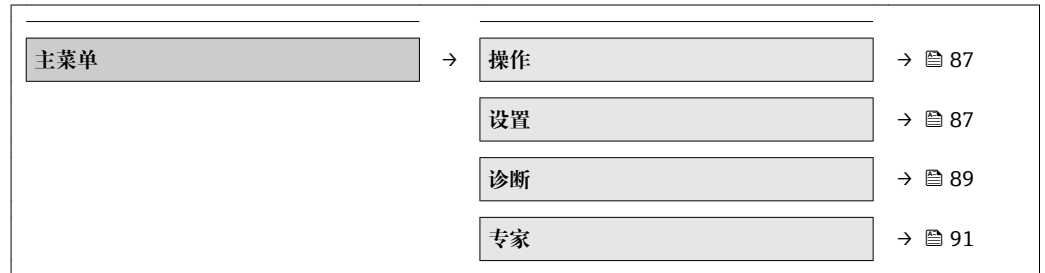 主菜单 → 操作 → 🖹 87
设置 → 🖹 87
诊断 → 🖹 89
专家 → 🖹 91